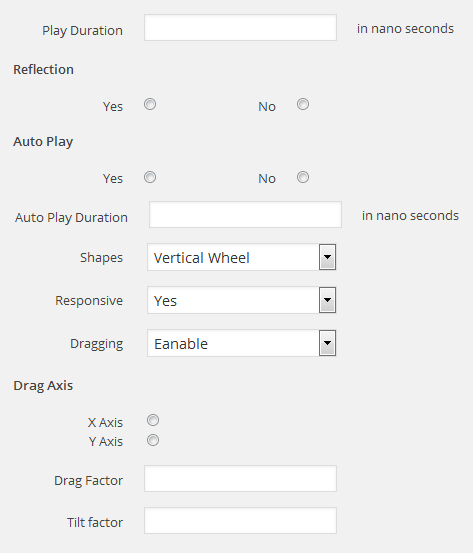 Play Duration in nano seconds
Reflection
Yes No
Auto Play
Yes No
Auto Play Duration in nano seconds
Shapes Vertical Wheel
Responsive Yes
Dragging Eanable
Drag Axis
X Axis
Y Axis
Drag Factor
Tilt factor